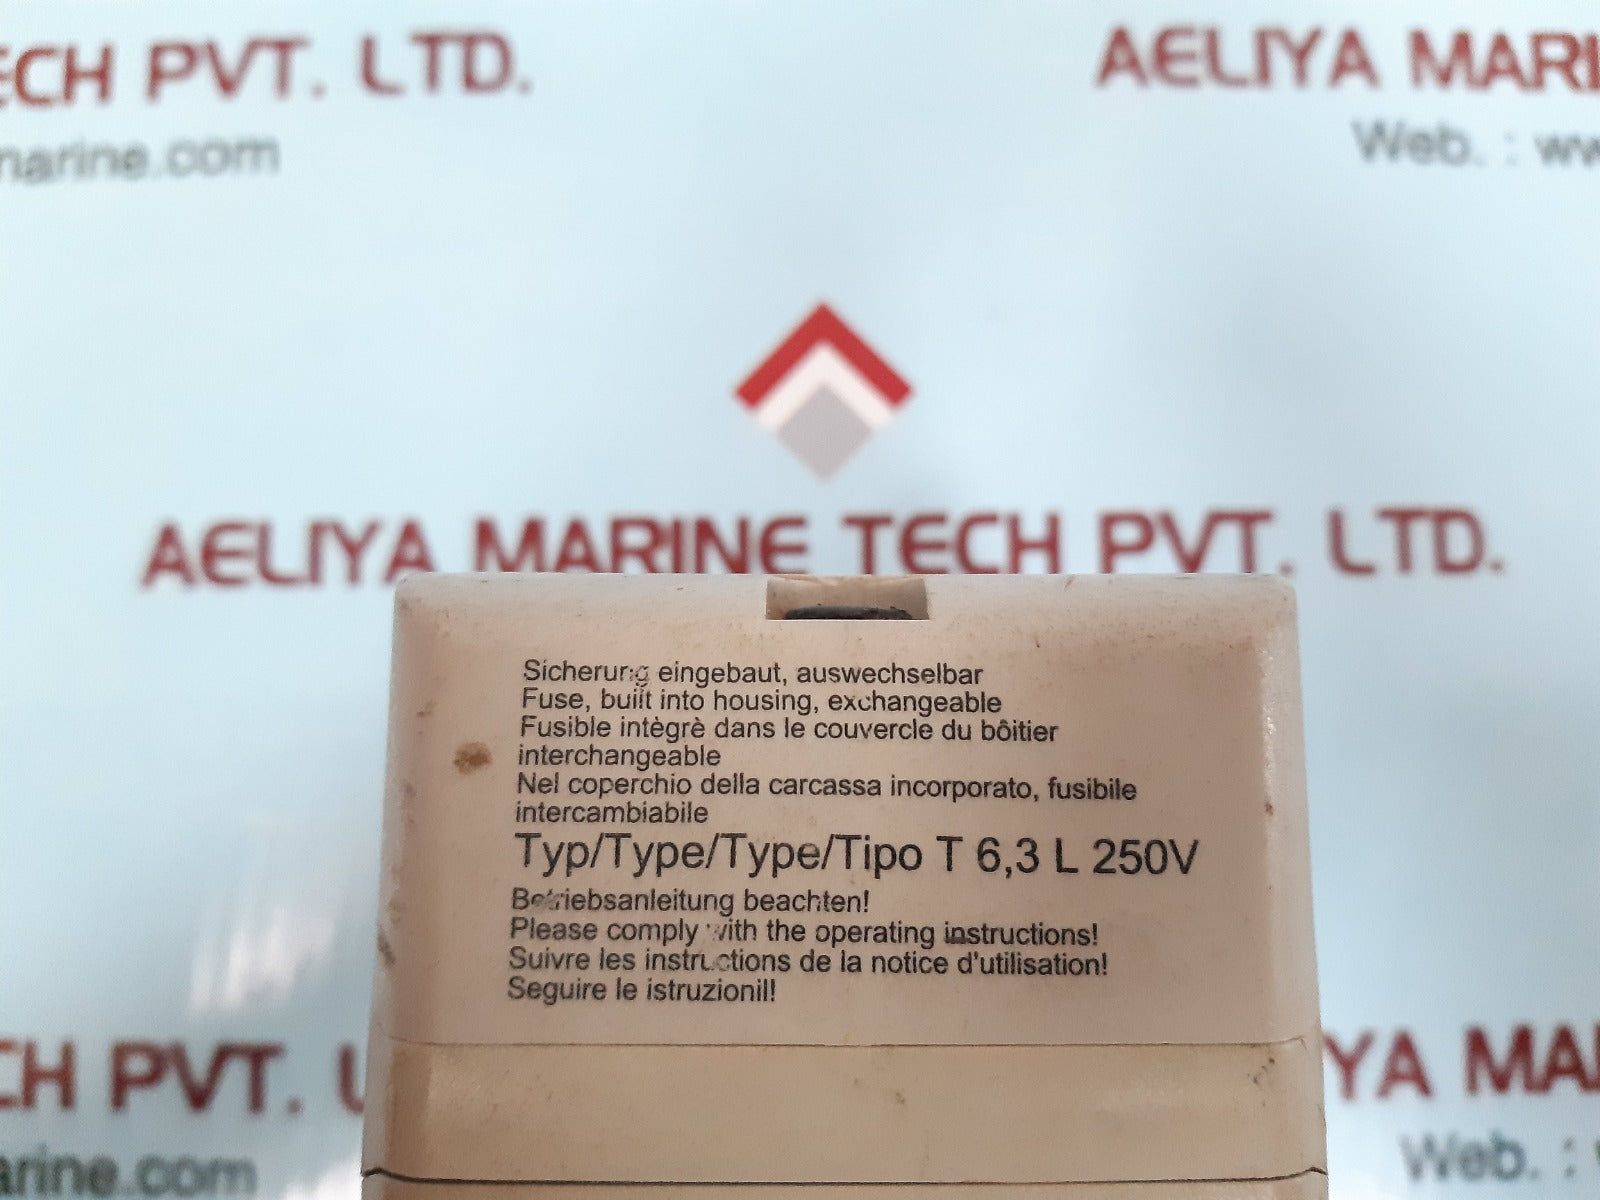 ECH PVT. LTD.
AELIYA MARI
marine.com
Web. : ww
AELIYA MARINE TECH PVT. LTD.
Sicherung eingebaut, auswechselbar
Fuse, built into housing, exchangeable
Fusible intègrè dans le couvercle du bôitier
interchangeable
Nel coperchio della carcassa incorporato, fusibile
intercambiabile
Typ/Type/Type/Tipo T 6,3 L 250V
Betriebsanleitung beachten!
Please comply with the operating instructions!
Suivre les instructions de la notice d'utilisation!
Seguire le istruzionil!
CH PVT. L
YA MA
arine.com
Web. :